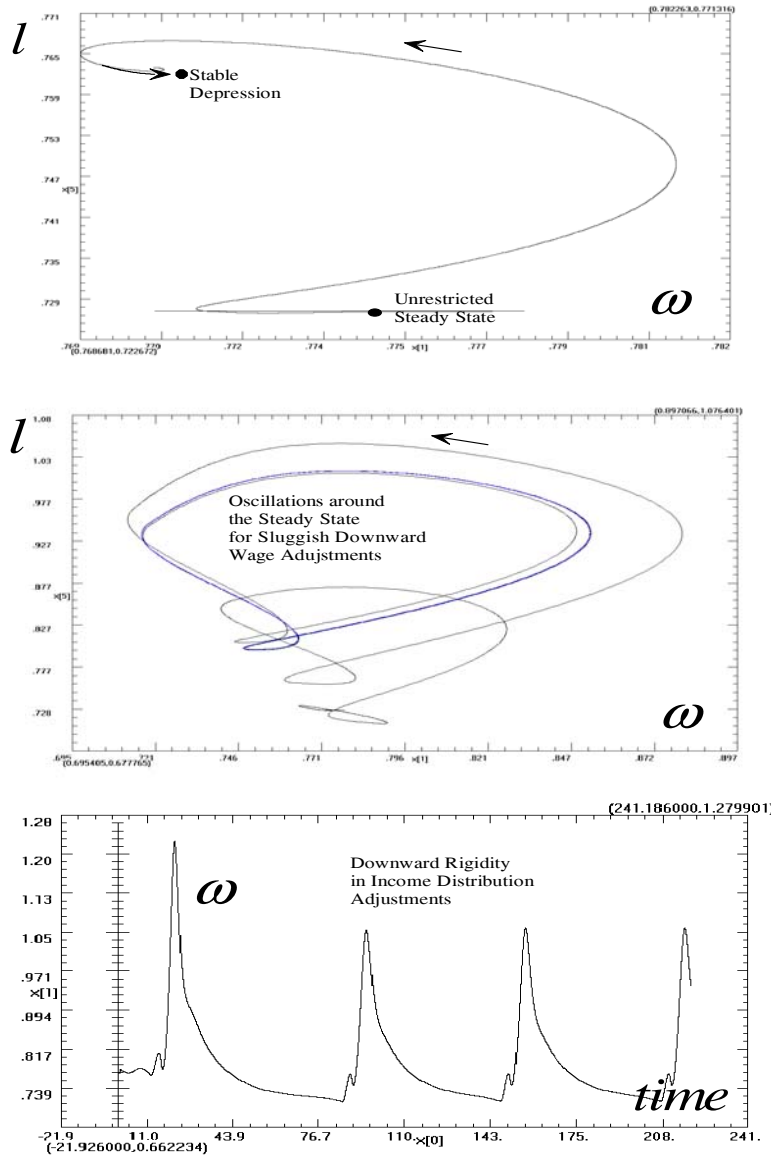 (0.782263,0.771316)
.771
l
.765
Stable
Depression
.759
.753
.747
x[5]
.741
.735
.729
Unrestricted
Steady State
ω
.769 .770 .772 .774 .775 x[1] .777 .779 .781 .782
(0.768681,0.722672)
(0.897066,1.076401)
1.08
l
1.03
.977
Oscillations around
the Steady State
for Sluggish Downward
Wage Adujstments
.927
.877
x[5]
.827
.777
.728
ω
.695 .721 .746 .771 .796 x[1] .821 .847 .872 .897
(0.695405,0.677765)
(241.186000,1.279901)
1.28
1.20
ω
Downward Rigidity
in Income Distribution
Adjustments
1.13
1.05
.971
x[1]
.894
.817
.739
time
-21.9 11.0 43.9 76.7 110. x[0] 143. 175. 208. 241.
(-21.926000,0.662234)